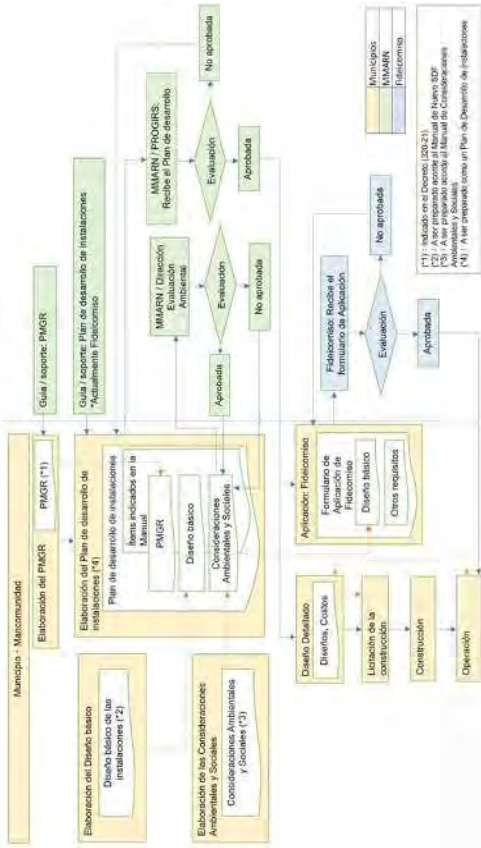 Municipio - Mancomunidad
Elaboración del PMGR
PMGR (*1)
Guía / soporte: PMGR
Elaboración del Diseño básico
Diseño básico de las
instalaciones (*2)
Elaboración de las Consideraciones
Ambientales y Sociales
Consideraciones Ambientales
y Sociales (*3)
Elaboración del Plan de desarrollo de
instalaciones (*4)
Plan de desarrollo de instalaciones
Ítems indicados en la
Manual
PMGR
Diseño básico
Consideraciones
Ambientales y Sociales
Guía / soporte: Plan de desarrollo de instalaciones
*Actualmente Fideicomiso
MMARN / Dirección
Evaluación
Ambiental
Evaluación
Aprobada
No aprobada
MMARN / PROGIRS:
Recibe el Plan de desarrollo
Evaluación
Aprobada
No aprobada
Diseño Detallado
Diseños, Costos
Licitación de la
construcción
Construcción
Operación
Aplicación: Fideicomiso
Formulario de
Aplicación de
Fidecomiso
Diseño básico
Otros requisitos
Fideicomiso: Recibe el
formulario de Aplicación
Evaluación
Aprobada
No aprobada
Municipios
MMARN
Fideicomiso
(*1) : Indicado en el Decreto (320-21)
(*2) : A ser preparado acorde al Manual de Nuevo SDF
(*3) : A ser preparado acorde al Manual de Consideraciones
Ambientales y Sociales
(*4) : A ser preparado como un Plan de Desarrollo de Instalaciones